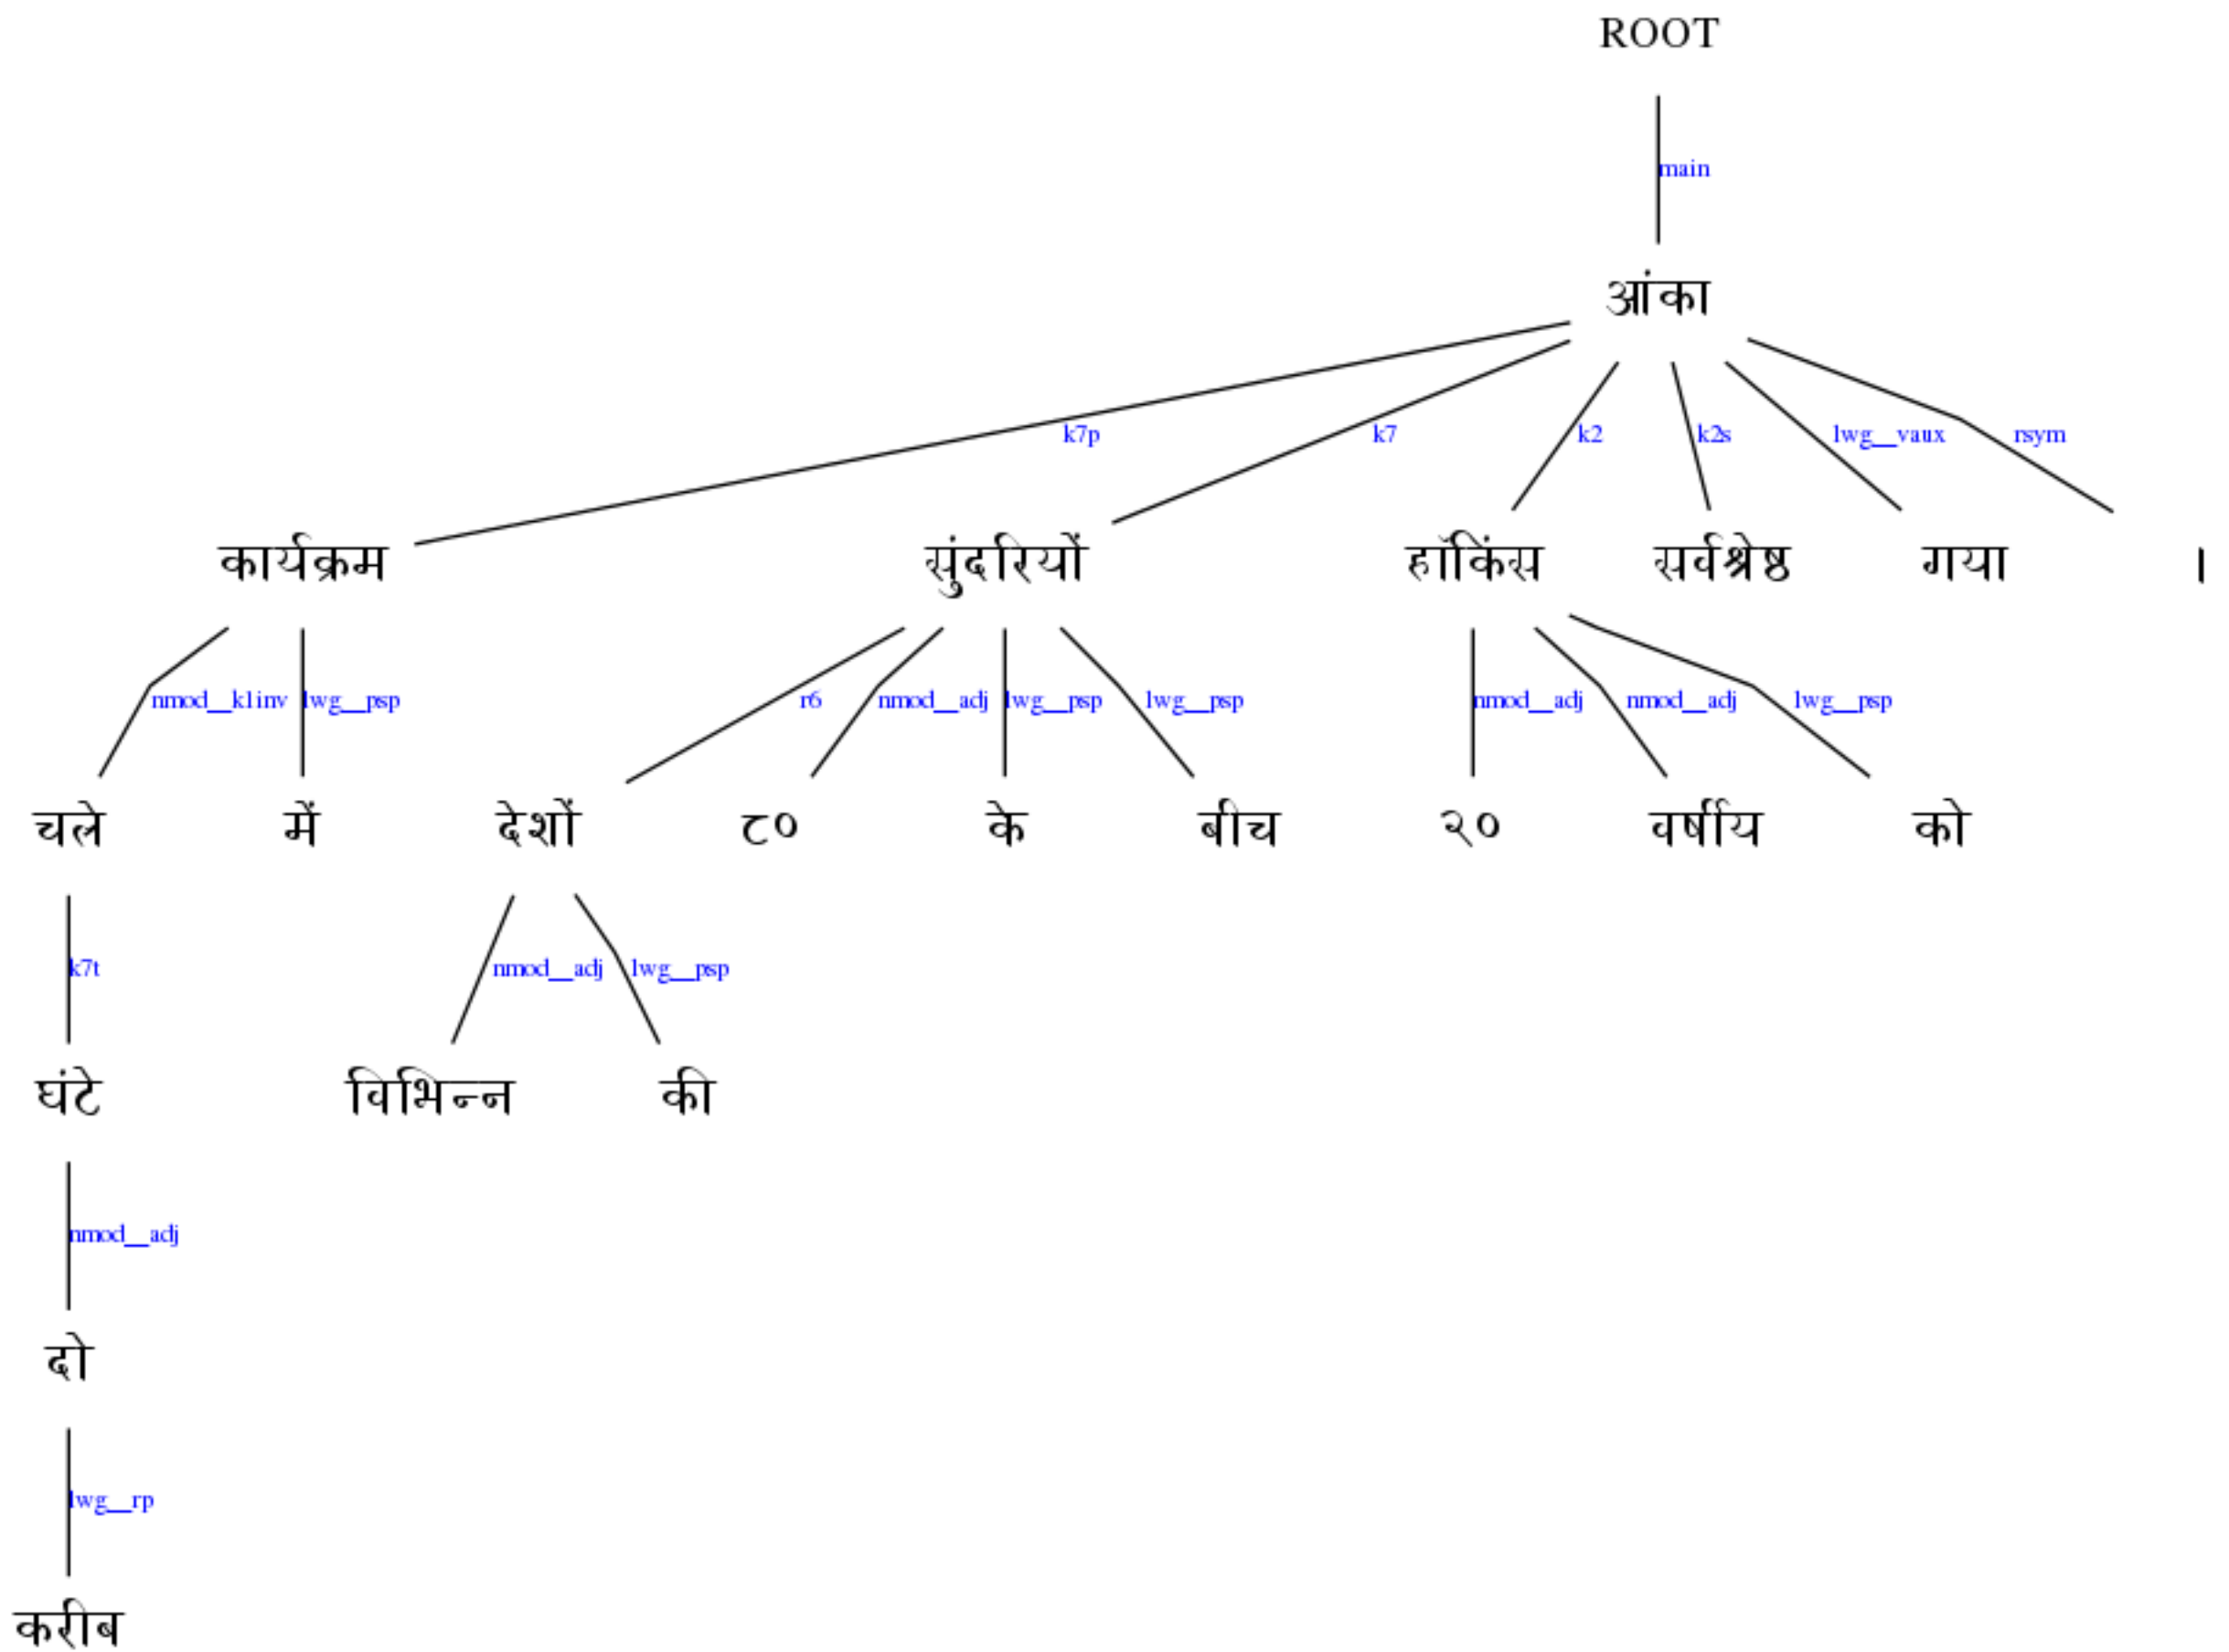 ROOT
main
आंका
k7p k7 k2 k2s lwg__vaux rsym
कार्यक्रम सुंदरियों हॉकिंस सर्वश्रेष्ठ गया ।
nmod__k1inv lwg__psp r6 nmod__adj lwg__psp lwg__psp nmod__adj nmod__adj lwg__psp
चले में देशों ८० के बीच २० वर्षीय को
k7t nmod__adj lwg__psp
घंटे विभिन्न की
nmod__adj
दो
lwg__rp
करीब